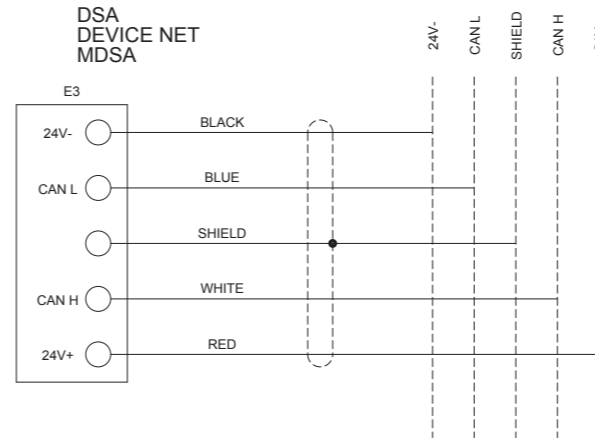 DSA
DEVICE NET
MDSA
24V-
CAN L
SHIELD
CAN H
E3
24V-
BLACK
CAN L
BLUE
SHIELD
CAN H
WHITE
24V+
RED